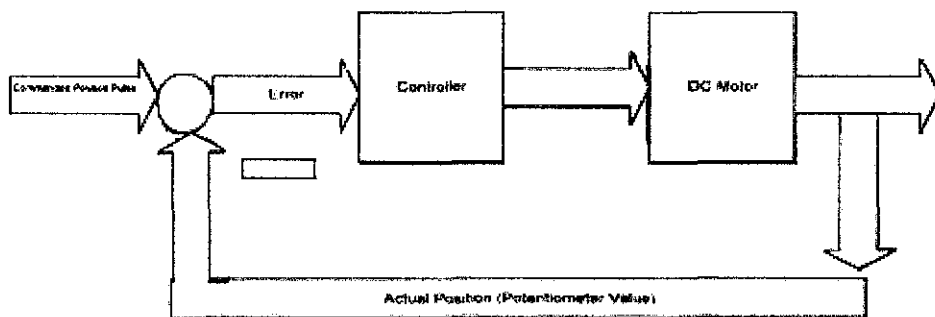 Commanded Position Pulse
Error
Controller
DC Motor
Actual Position (Potentiometer Value)